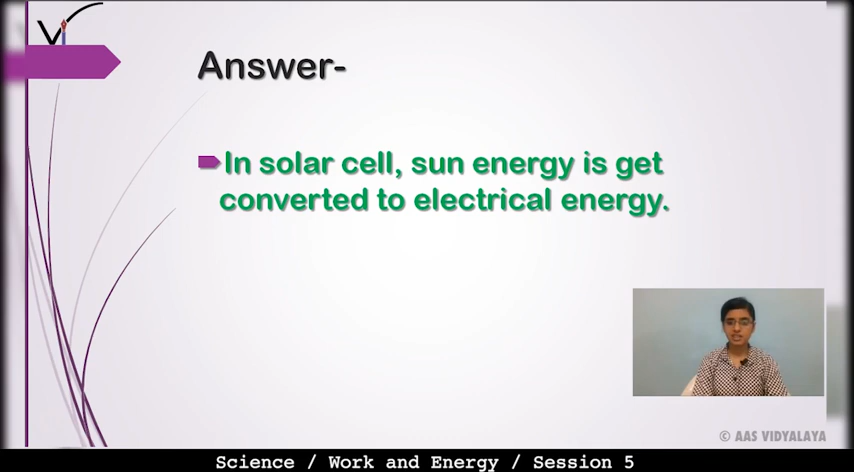 Vi
Answer-
In solar cell, sun energy is get
converted to electrical energy.
© AAS VIDYALAYA
Science / Work and Energy / Session 5